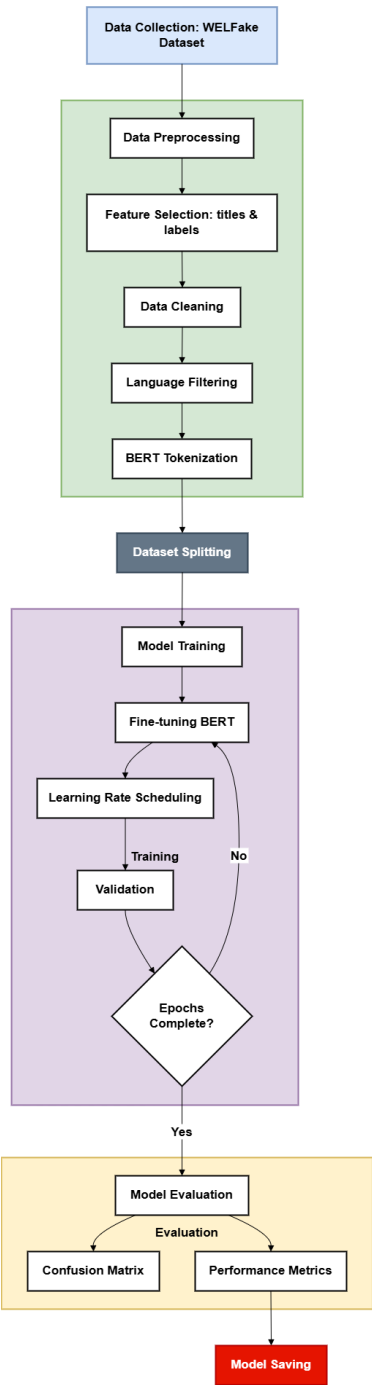 Data Collection: WELFake
Dataset
Data Preprocessing
Feature Selection: titles &
labels
Data Cleaning
Language Filtering
BERT Tokenization
Dataset Splitting
Model Training
Fine-tuning BERT
Learning Rate Scheduling
Training
No
Validation
Epochs
Complete?
Yes
Model Evaluation
Evaluation
Confusion Matrix
Performance Metrics
Model Saving